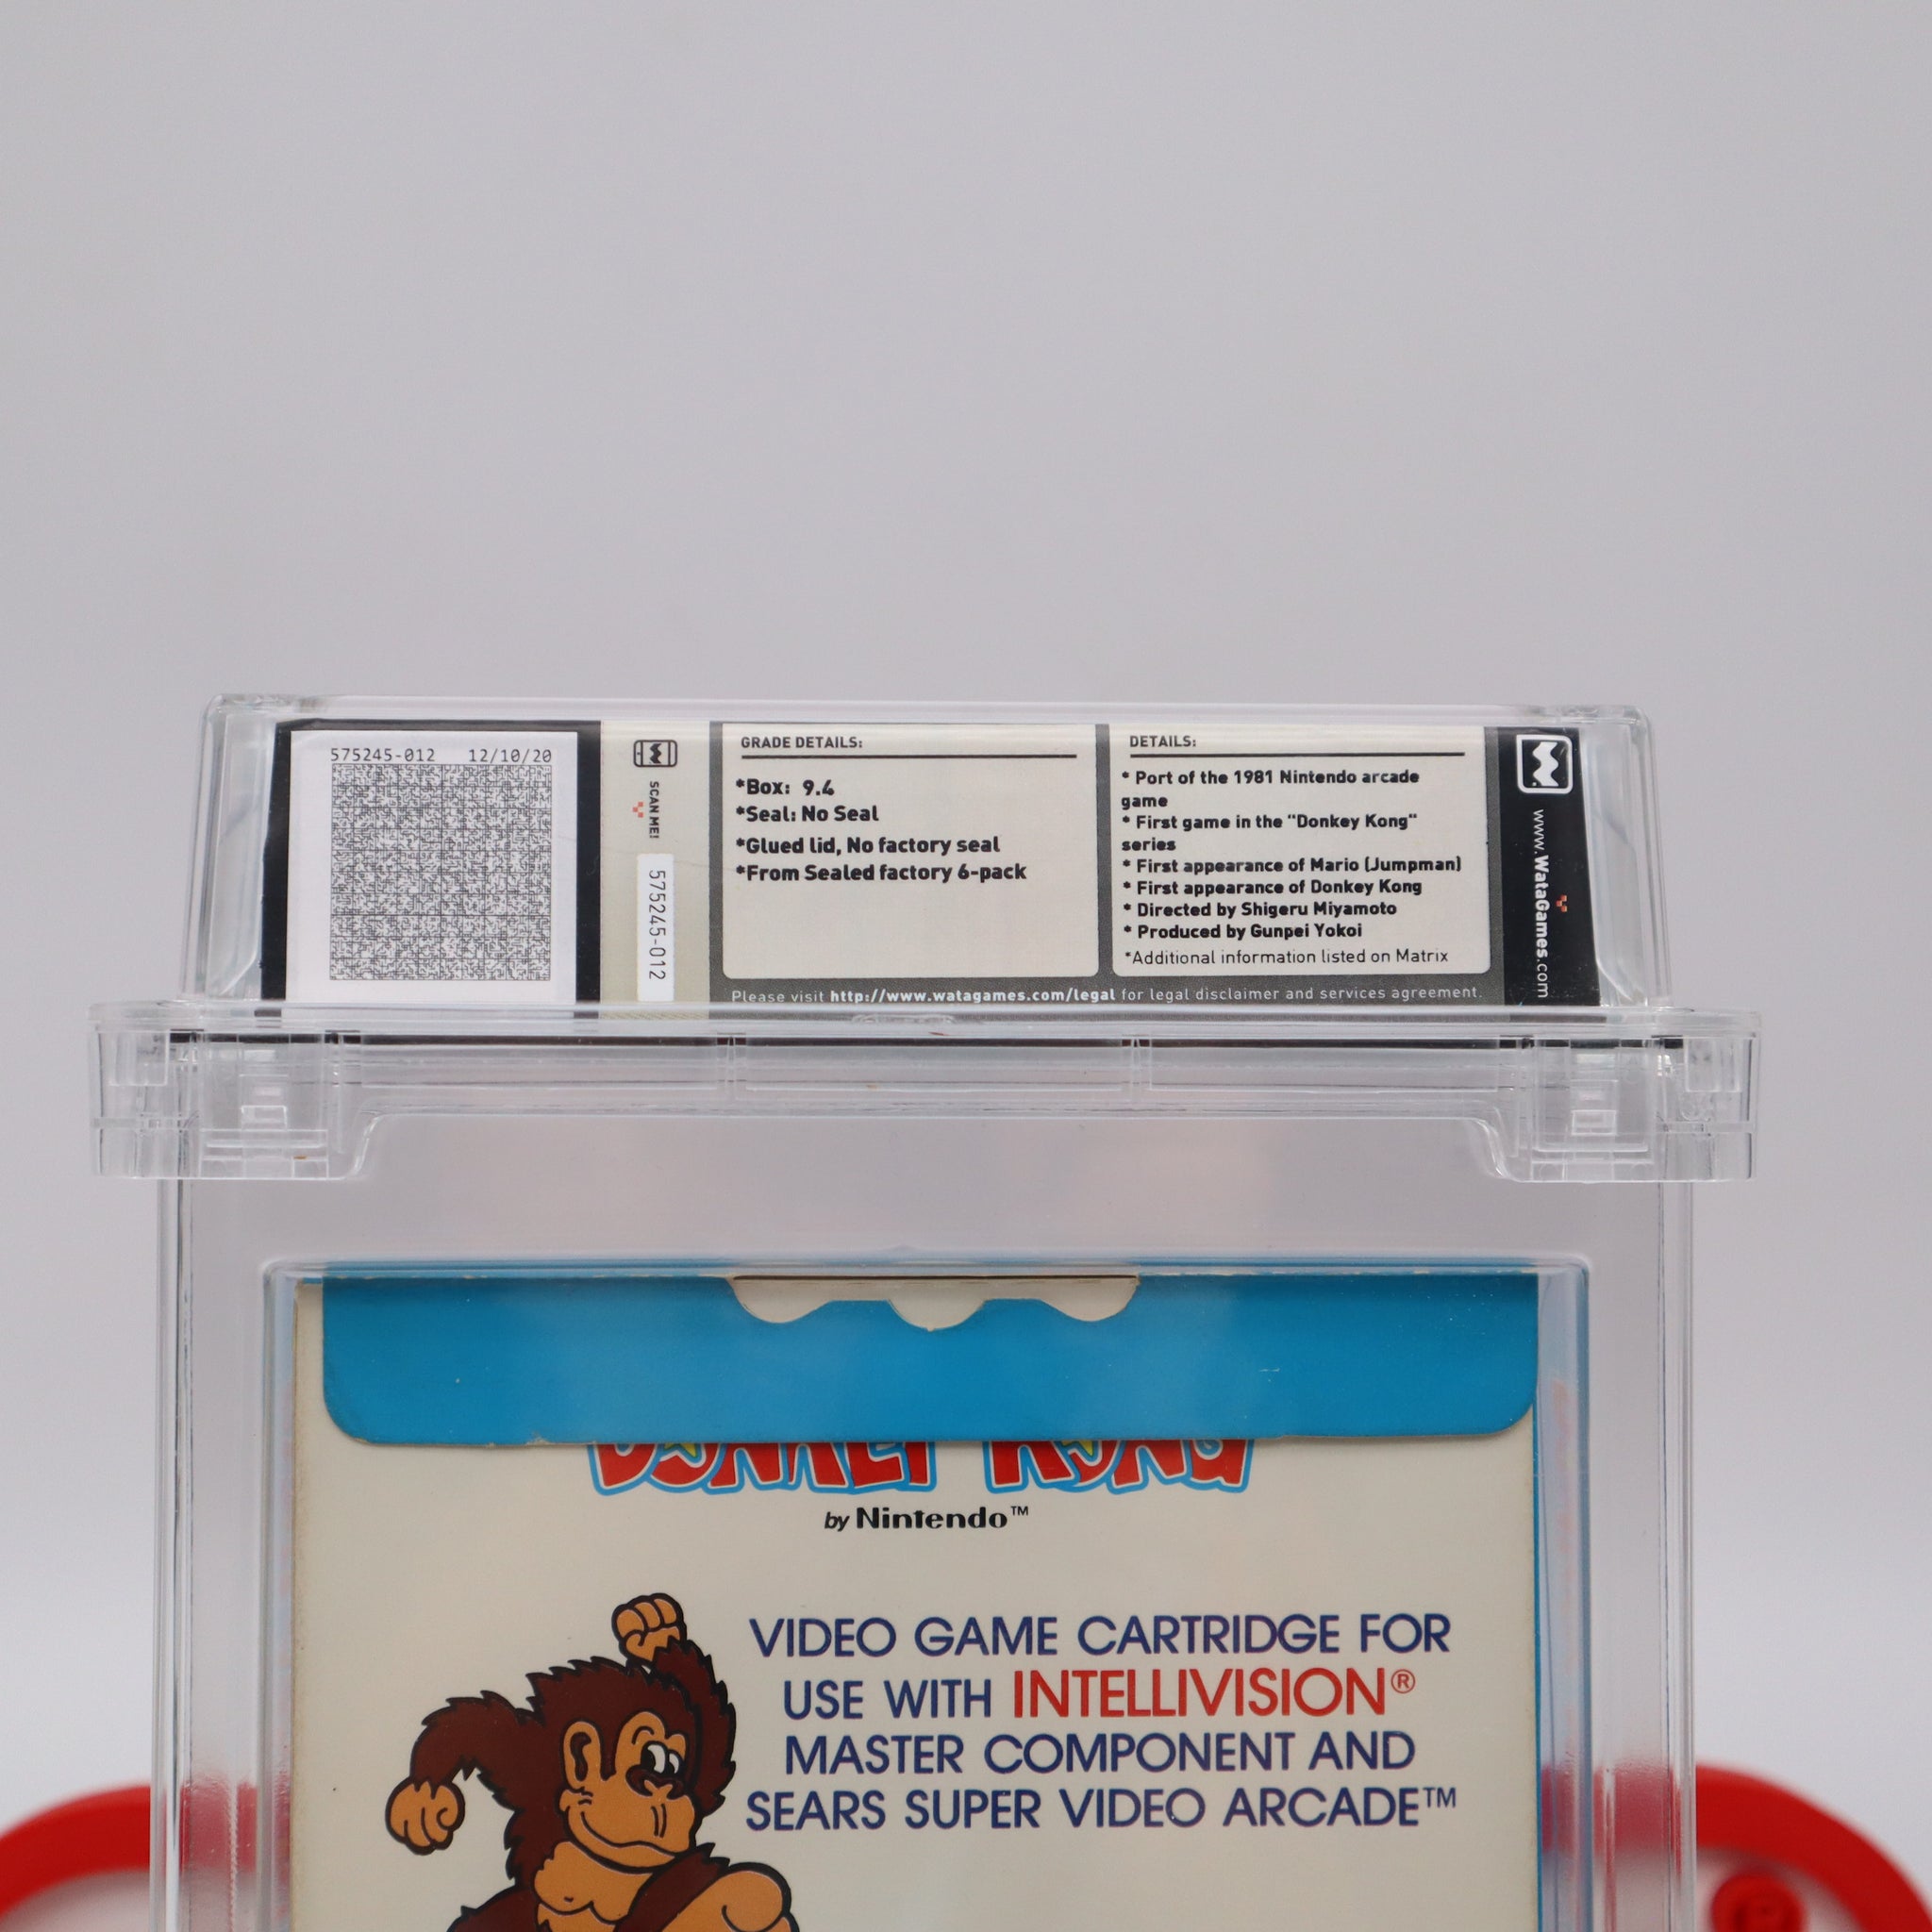 575245-012 12/10/20
SCAN ME!
575245-012
GRADE DETAILS:
*Box: 9.4
*Seal: No Seal
*Glued lid, No factory seal
*From Sealed factory 6-pack
DETAILS:
* Port of the 1981 Nintendo arcade
game
* First game in the "Donkey Kong"
series
* First appearance of Mario (Jumpman)
* First appearance of Donkey Kong
* Directed by Shigeru Miyamoto
* Produced by Gunpei Yokoi
*Additional information listed on Matrix
Please visit http://www.watagames.com/legal for legal disclaimer and services agreement.
www.WataGames.com
DONKEY KONG
by Nintendo™
VIDEO GAME CARTRIDGE FOR
USE WITH INTELLIVISION®
MASTER COMPONENT AND
SEARS SUPER VIDEO ARCADE™